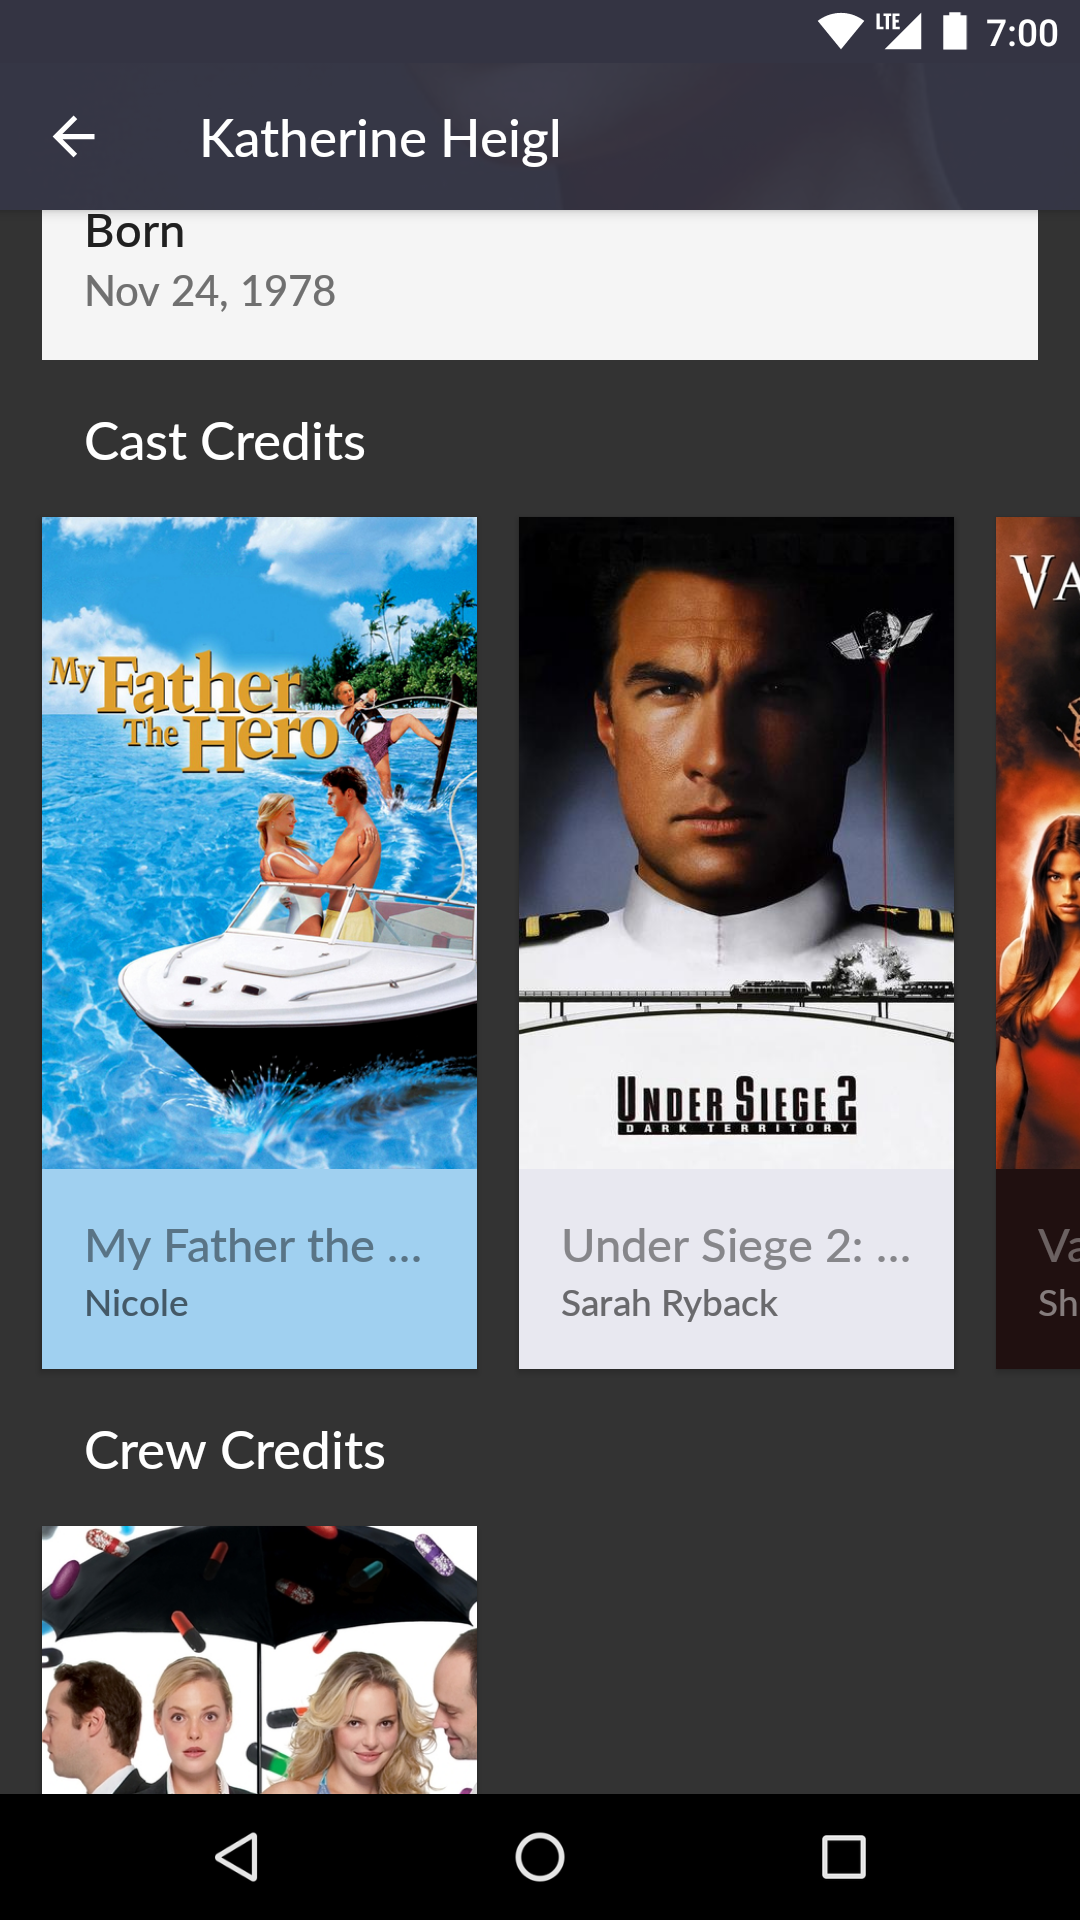 LTE 7:00
Katherine Heigl
Born
Nov 24, 1978
Cast Credits
My Father
The Hero
UNDER SIEGE 2
DARK TERRITORY
VA
My Father the ...
Nicole
Under Siege 2: ...
Sarah Ryback
Va
Sh
Crew Credits